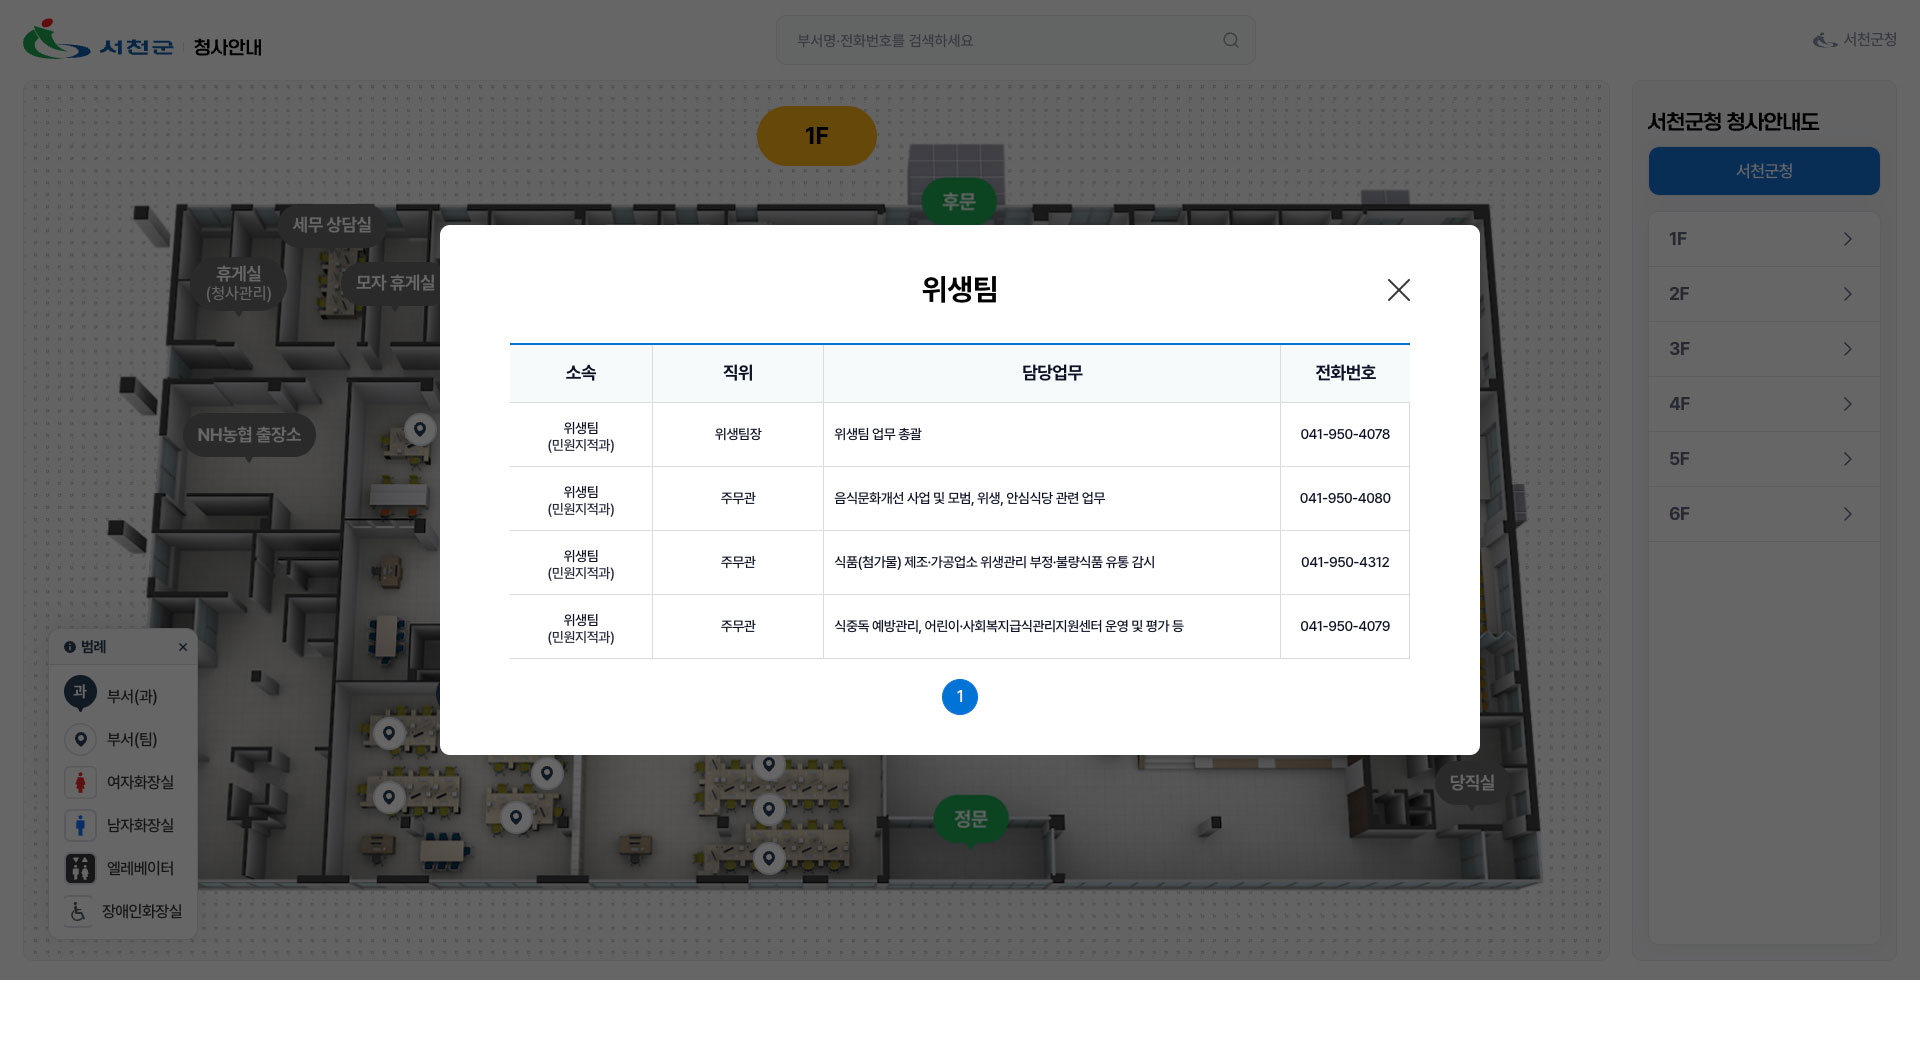 서천군 청사안내
부서명·전화번호를 검색하세요
서천군청
1F
후문
세무 상담실
휴게실
(청사관리)
모자 휴게실
NH농협 출장소
서천군청 청사안내도
서천군청
1F
2F
3F
4F
5F
6F
위생팀
소속 직위 담당업무 전화번호
위생팀
(민원지적과) 위생팀장 위생팀 업무 총괄 041-950-4078
위생팀
(민원지적과) 주무관 음식문화개선 사업 및 모범, 위생, 안심식당 관련 업무 041-950-4080
위생팀
(민원지적과) 주무관 식품(첨가물) 제조·가공업소 위생관리 부정·불량식품 유통 감시 041-950-4312
위생팀
(민원지적과) 주무관 식중독 예방관리, 어린이·사회복지급식관리지원센터 운영 및 평가 등 041-950-4079
1
범례
과 부서(과)
부서(팀)
여자화장실
남자화장실
엘레베이터
장애인화장실
정문
당직실